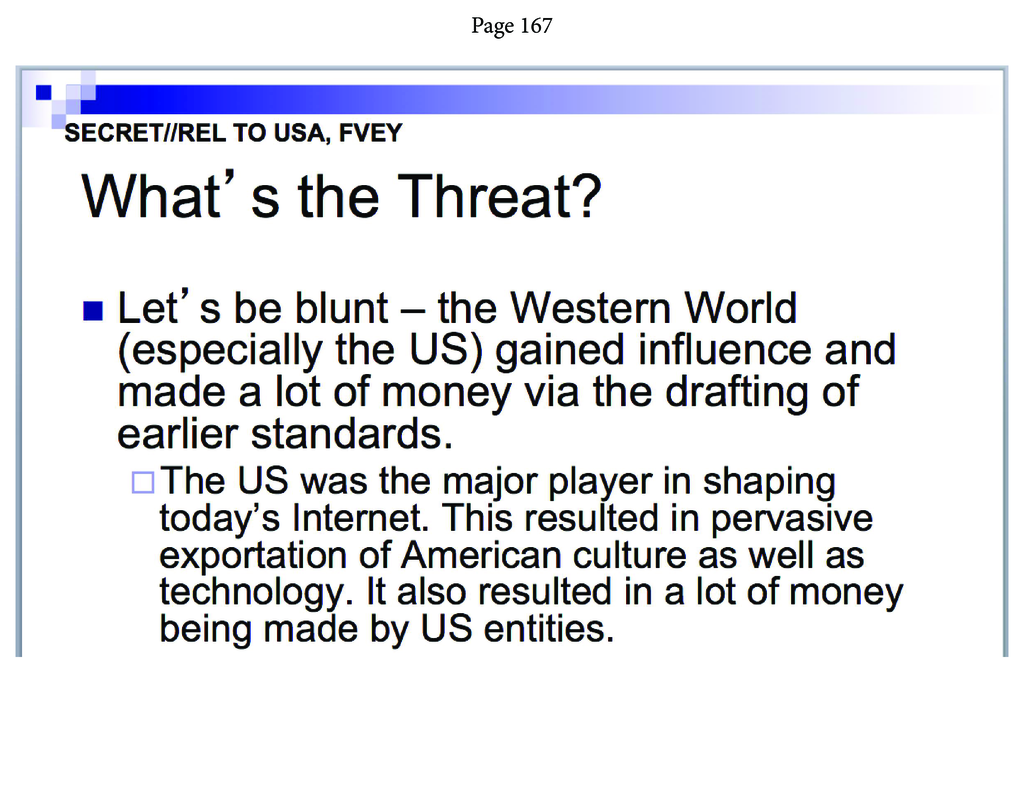 Page 167
SECRET//REL TO USA, FVEY
What’s the Threat?
Let’s be blunt – the Western World
(especially the US) gained influence and
made a lot of money via the drafting of
earlier standards.
The US was the major player in shaping
today’s Internet. This resulted in pervasive
exportation of American culture as well as
technology. It also resulted in a lot of money
being made by US entities.